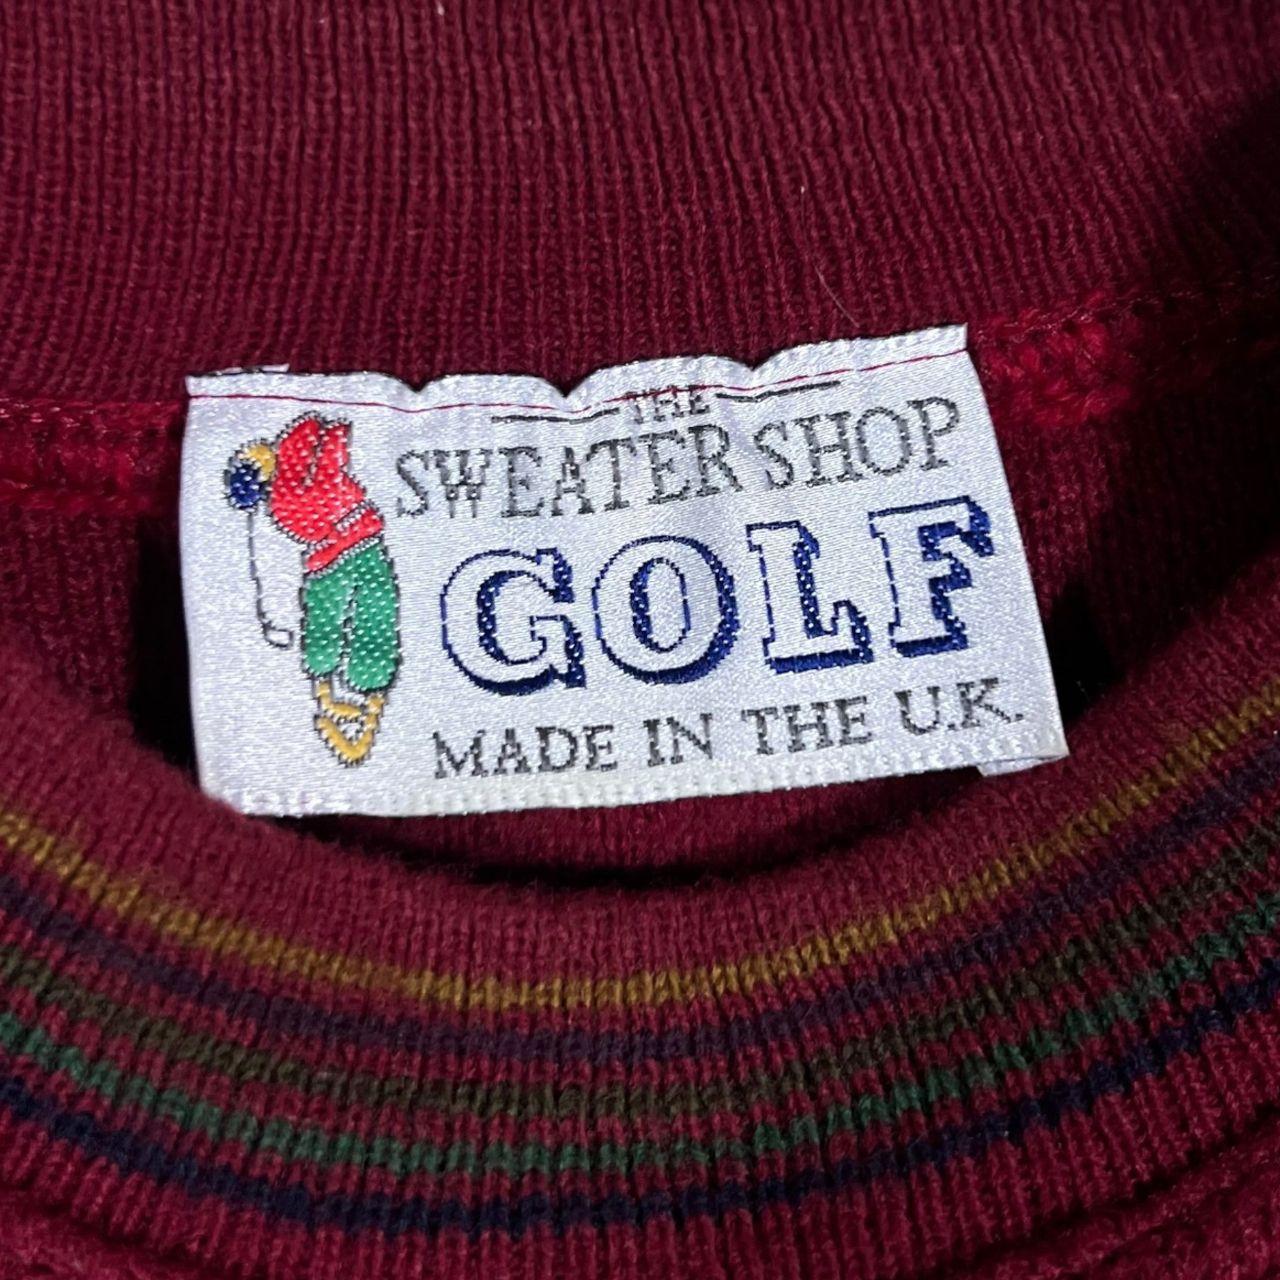 THE
SWEATER SHOP
GOLF
MADE IN THE U.K.